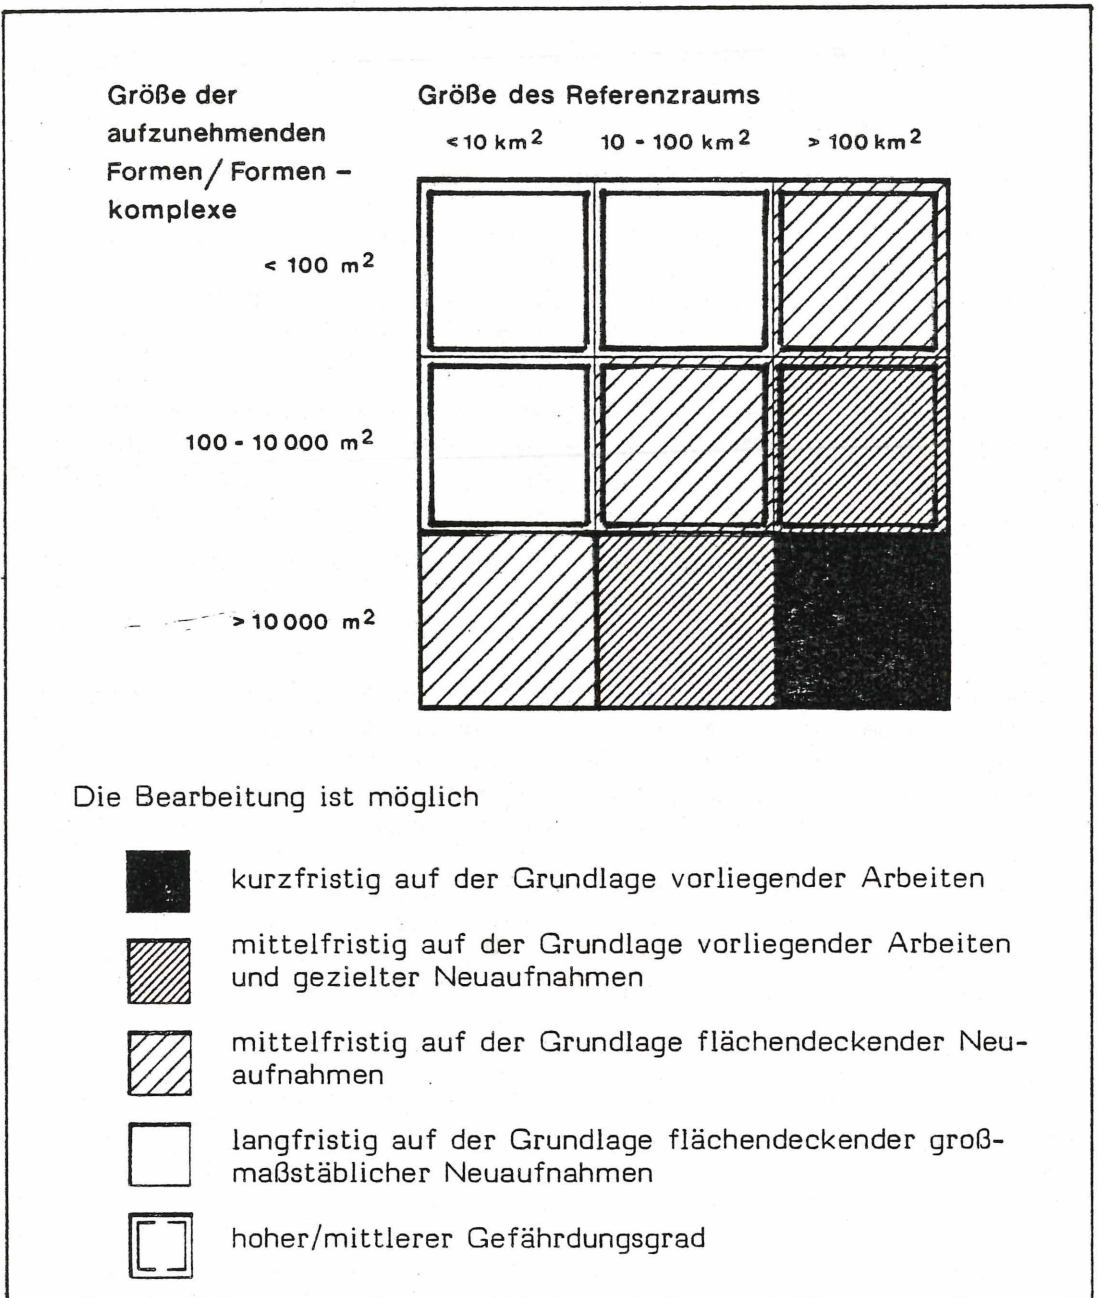 Größe der
aufzunehmenden
Formen/Formen-
komplexe
Größe des Referenzraums
<10 km² 10 - 100 km² > 100 km²
< 100 m²
100 - 10 000 m²
> 10 000 m²
Die Bearbeitung ist möglich
kurzfristig auf der Grundlage vorliegender Arbeiten
mittelfristig auf der Grundlage vorliegender Arbeiten
und gezielter Neuaufnahmen
mittelfristig auf der Grundlage flächendeckender Neu-
aufnahmen
langfristig auf der Grundlage flächendeckender groß-
maßstäblicher Neuaufnahmen
hoher/mittlerer Gefährdungsgrad